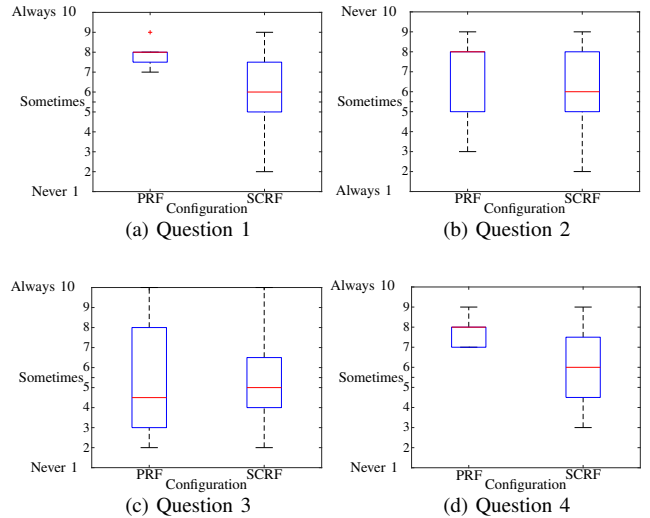 Always 10
9
8
7
Sometimes 6
5
4
3
2
Never 1
PRF SCRF
Configuration
(a) Question 1
Never 10
9
8
7
Sometimes 6
5
4
3
2
Always 1
PRF SCRF
Configuration
(b) Question 2
Always 10
9
8
7
6
Sometimes
5
4
3
2
Never 1
PRF SCRF
Configuration
(c) Question 3
Always 10
9
8
7
6
Sometimes
5
4
3
2
Never 1
PRF SCRF
Configuration
(d) Question 4